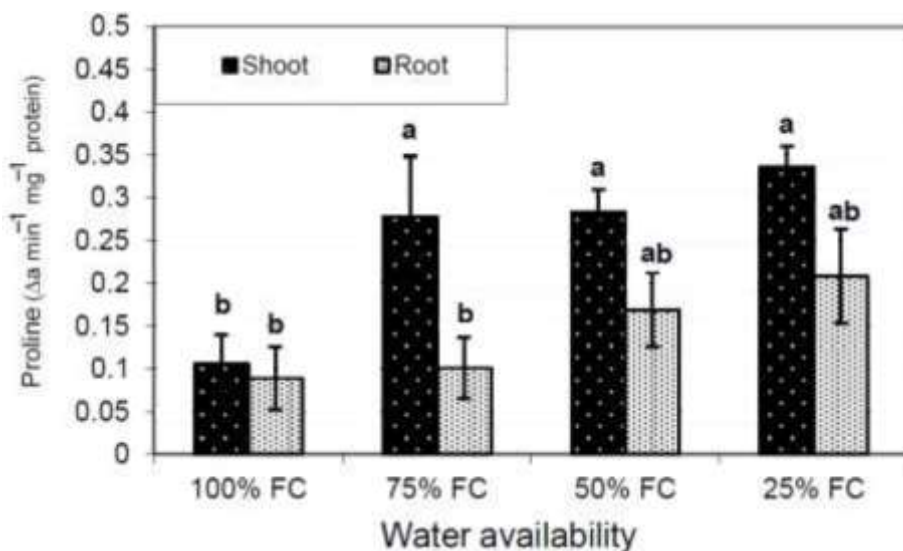 Proline (Δa min⁻¹ mg⁻¹ protein)
0.5
0.45
0.4
0.35
0.3
0.25
0.2
0.15
0.1
0.05
0
Shoot Root
b b a b a ab a ab
100% FC 75% FC 50% FC 25% FC
Water availability